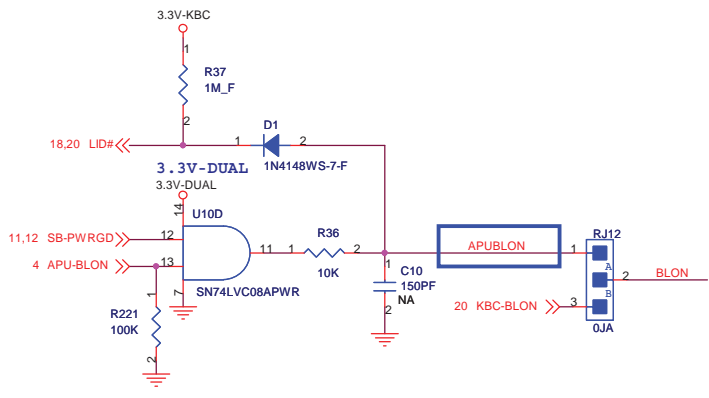 3.3V-KBC
1
R37
1M_F
2
18,20 LID#
1
D1
2
1N4148WS-7-F
3.3V-DUAL
3.3V-DUAL
14
U10D
11,12 SB-PWRGD
12
11
1
R36
2
10K
APUBLON
1
RJ12
4 APU-BLON
13
A
2
BLON
7
SN74LVC08APWR
1
C10
150PF
NA
2
B
20 KBC-BLON
3
0JA
1
R221
100K
2